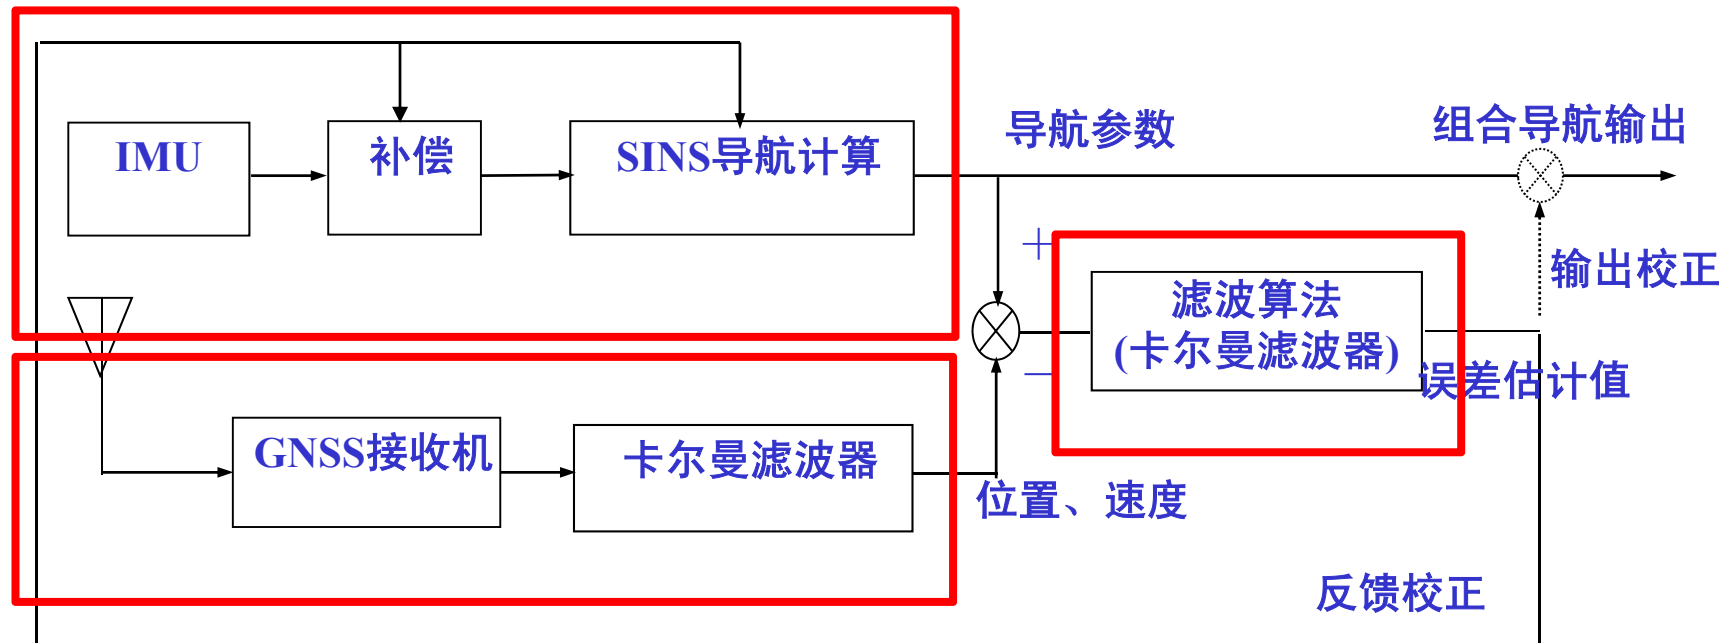 导航参数
组合导航输出
IMU
补偿
SINS导航计算
+
输出校正
滤波算法
(卡尔曼滤波器)
−
误差估计值
GNSS接收机
卡尔曼滤波器
位置、速度
反馈校正